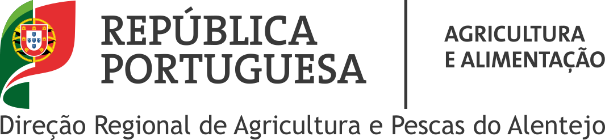 REPÚBLICA
PORTUGUESA
AGRICULTURA
E ALIMENTAÇÃO
Direção Regional de Agricultura e Pescas do Alentejo